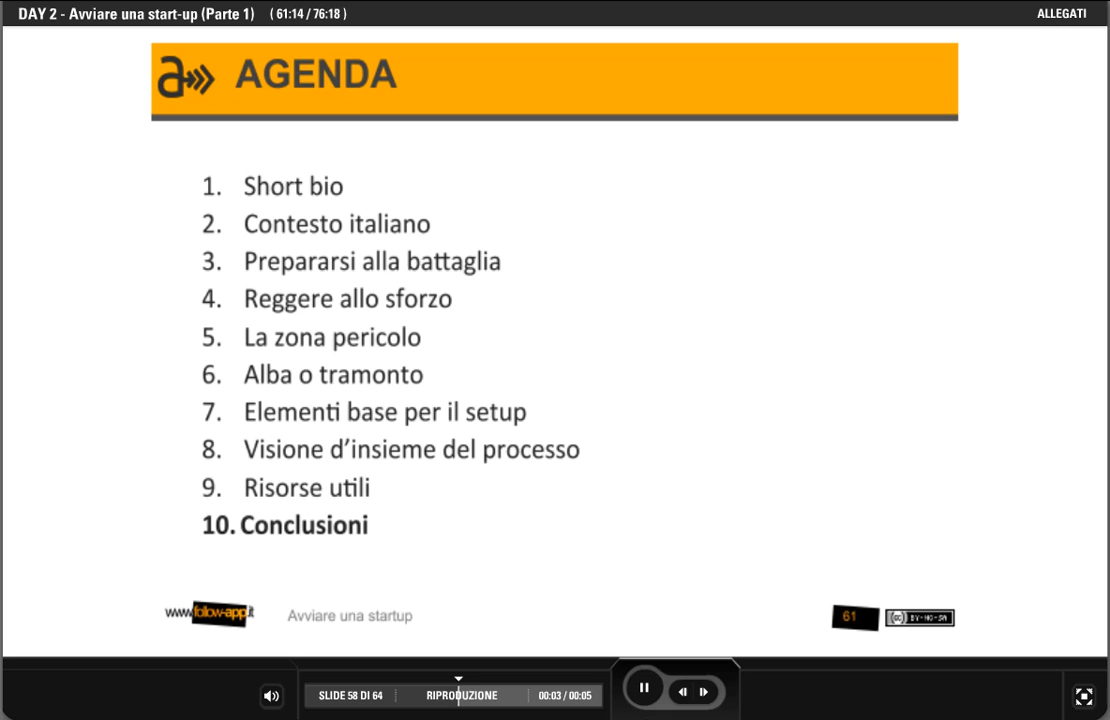 DAY 2 - Avviare una start-up (Parte 1) ( 61:14 / 76:18 )
ALLEGATI
AGENDA
1. Short bio
2. Contesto italiano
3. Prepararsi alla battaglia
4. Reggere allo sforzo
5. La zona pericolo
6. Alba o tramonto
7. Elementi base per il setup
8. Visione d'insieme del processo
9. Risorse utili
10. Conclusioni
www.follow-app.it
Avviare una startup
61
SLIDE 58 DI 64
RIPRODUZIONE
00:03 / 00:05